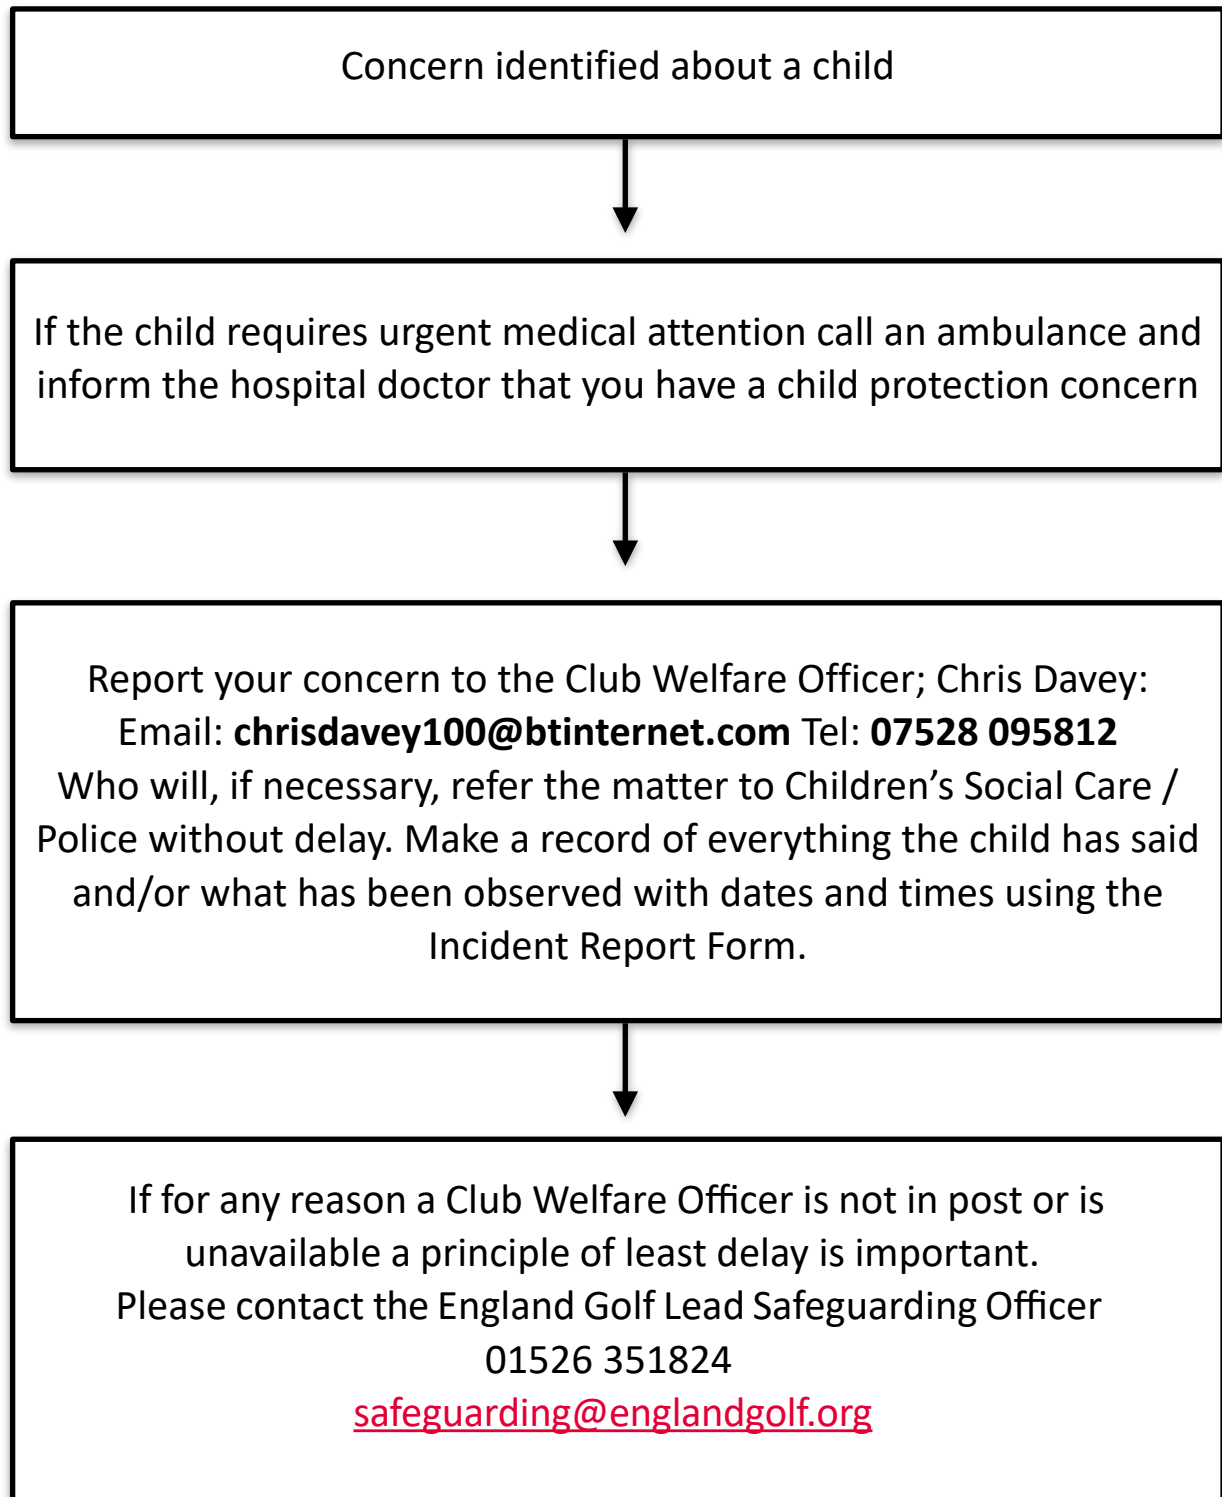 Concern identified about a child
If the child requires urgent medical attention call an ambulance and
inform the hospital doctor that you have a child protection concern
Report your concern to the Club Welfare Officer; Chris Davey:
Email: chrisdavey100@btinternet.com Tel: 07528 095812
Who will, if necessary, refer the matter to Children’s Social Care /
Police without delay. Make a record of everything the child has said
and/or what has been observed with dates and times using the
Incident Report Form.
If for any reason a Club Welfare Officer is not in post or is
unavailable a principle of least delay is important.
Please contact the England Golf Lead Safeguarding Officer
01526 351824
safeguarding@englandgolf.org